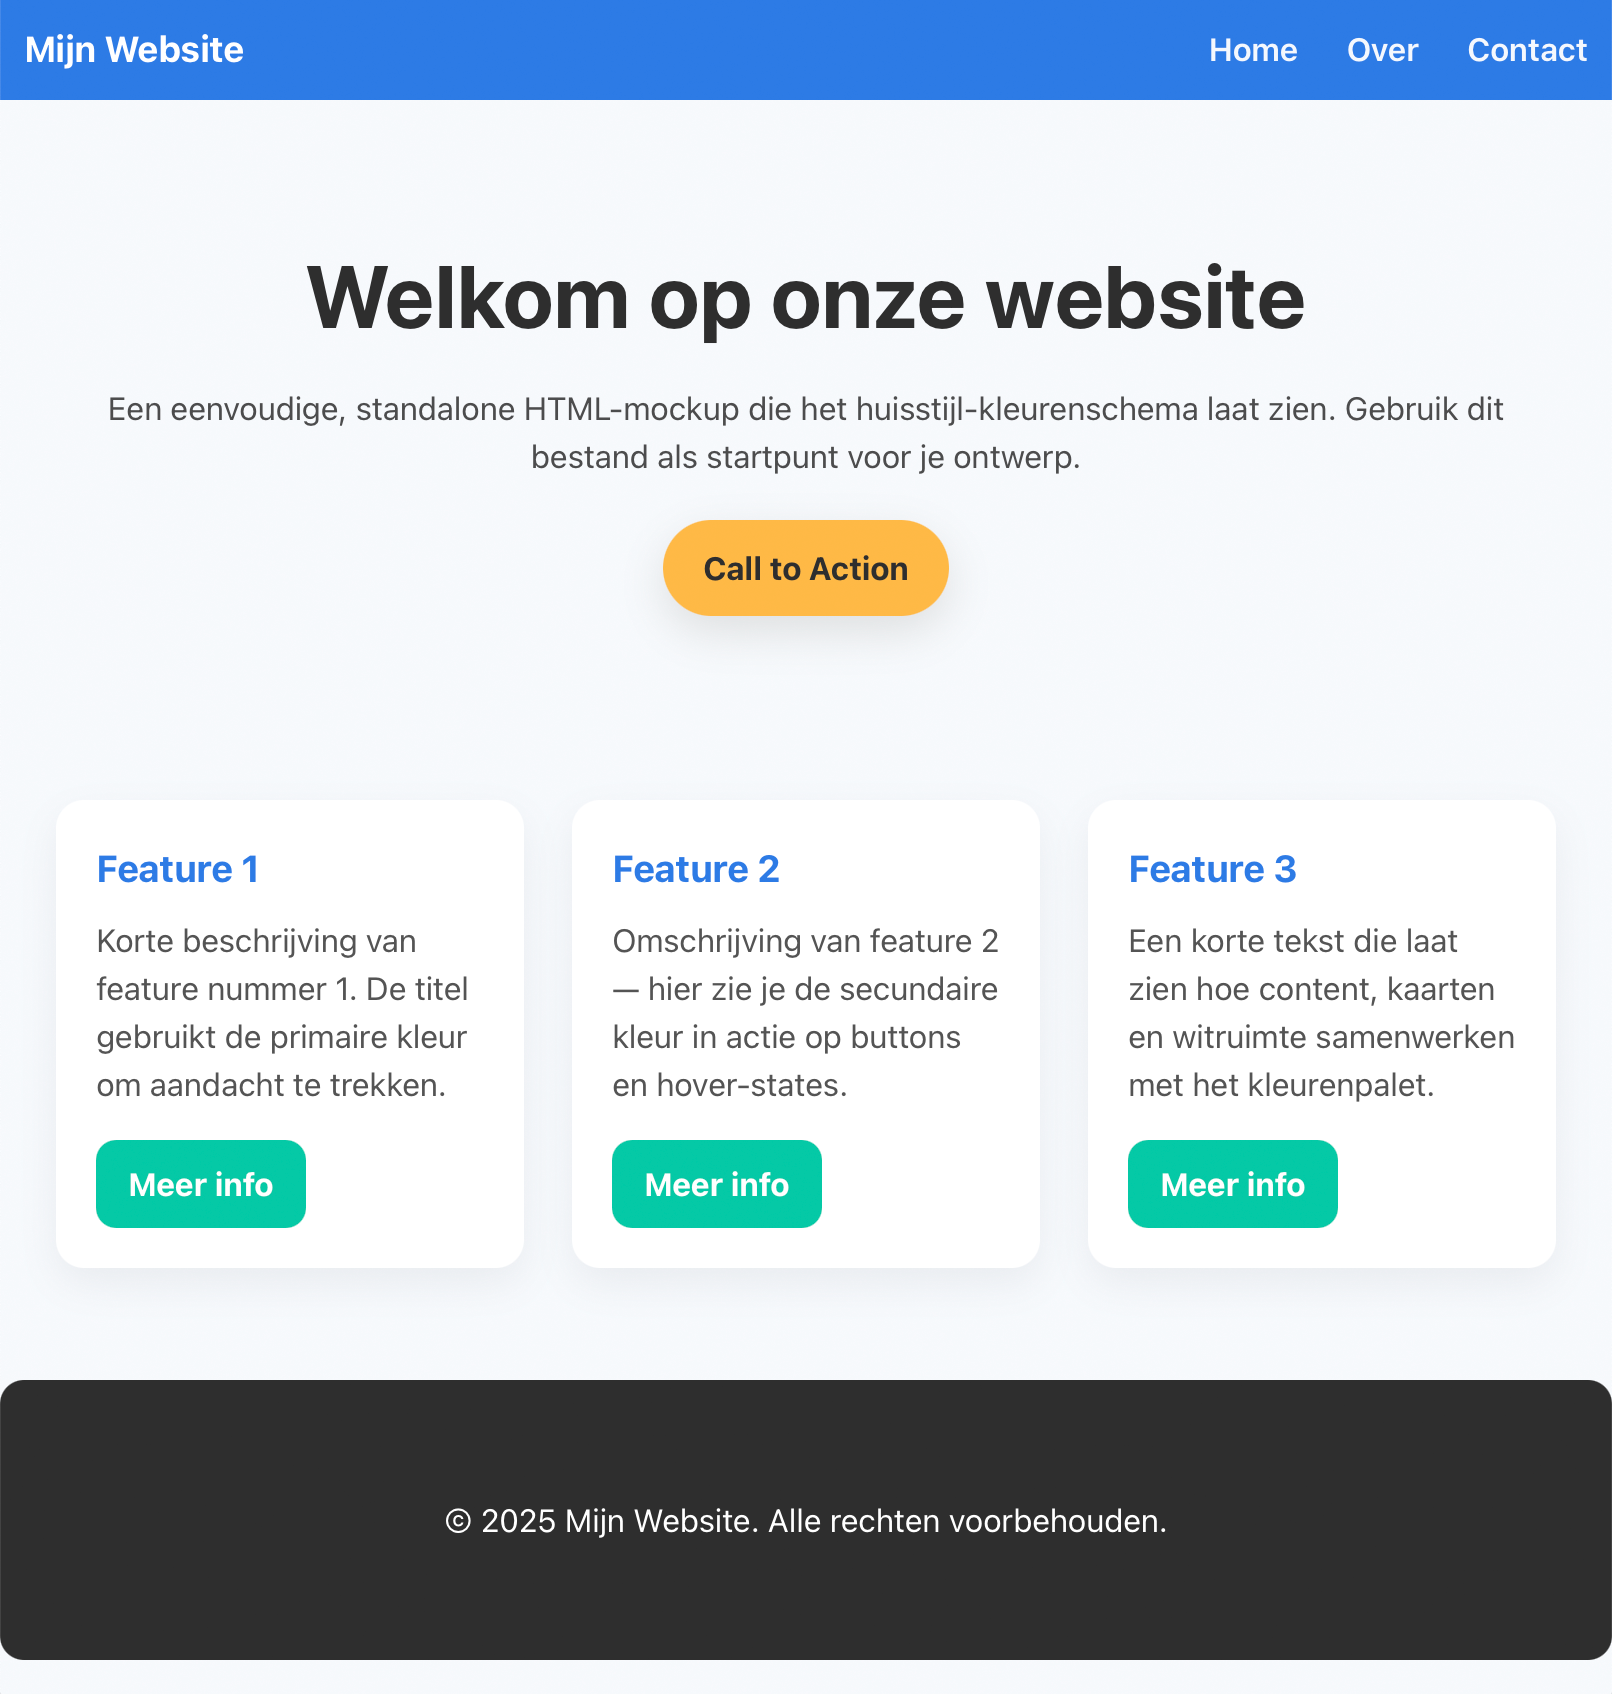 Mijn Website
Home Over Contact
Welkom op onze website
Een eenvoudige, standalone HTML-mockup die het huisstijl-kleurenschema laat zien. Gebruik dit
bestand als startpunt voor je ontwerp.
Call to Action
Feature 1
Korte beschrijving van
feature nummer 1. De titel
gebruikt de primaire kleur
om aandacht te trekken.
Meer info
Feature 2
Omschrijving van feature 2
— hier zie je de secundaire
kleur in actie op buttons
en hover-states.
Meer info
Feature 3
Een korte tekst die laat
zien hoe content, kaarten
en witruimte samenwerken
met het kleurenpalet.
Meer info
© 2025 Mijn Website. Alle rechten voorbehouden.